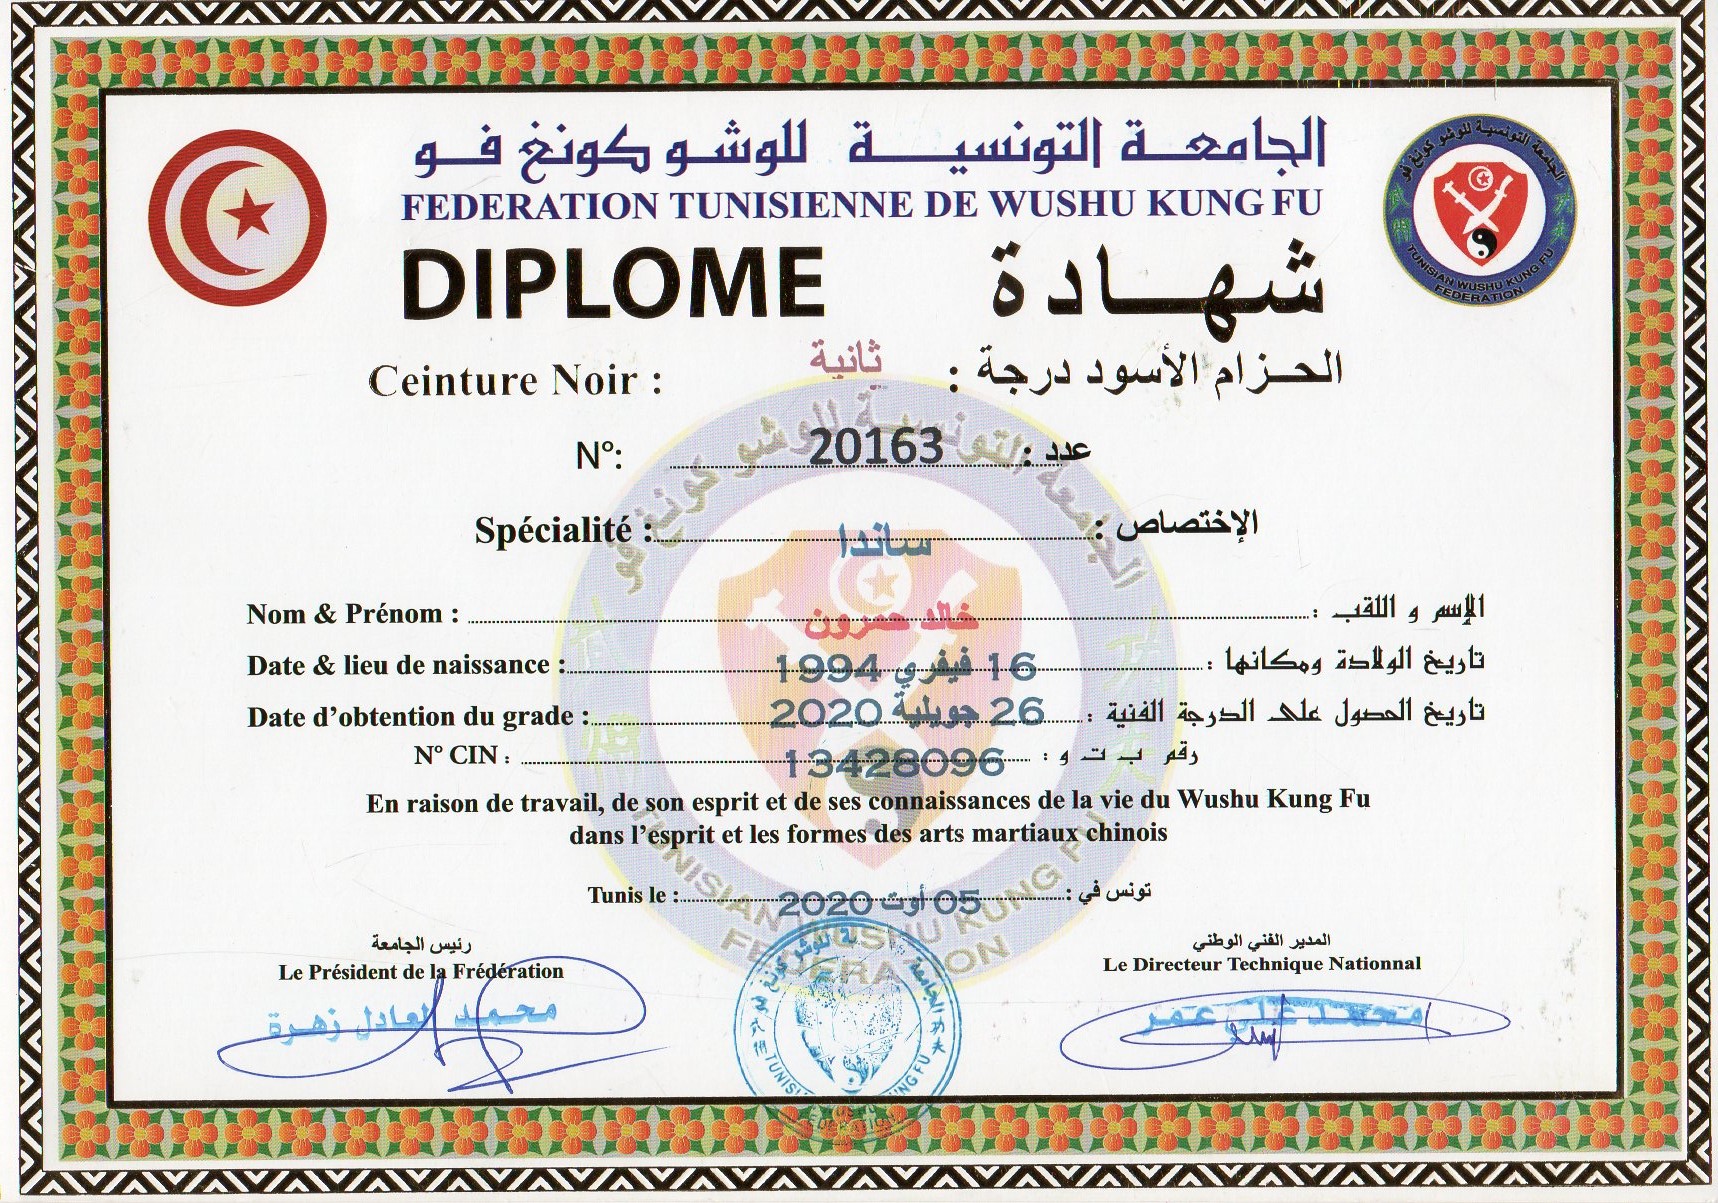 الجامعة التونسية للوشو كونغ فو
FEDERATION TUNISIENNE DE WUSHU KUNG FU
DIPLOME شهادة
الجامعة التونسية للوشو كونغ فو
TUNISIAN WUSHU KUNG FU
FEDERATION
Ceinture Noir : ثانية الحزام الأسود درجة :
N°: 20163 عدد :
Spécialité : ساندا الإختصاص :
Nom & Prénom : خالد حمرون الإسم و اللقب :
Date & lieu de naissance : 16 فيفري 1994 تاريخ الولادة ومكانها :
Date d’obtention du grade : 26 جويلية 2020 تاريخ الحصول على الدرجة الفنية :
N° CIN : 13428096 رقم ب ت و :
En raison de travail, de son esprit et de ses connaissances de la vie du Wushu Kung Fu
dans l’esprit et les formes des arts martiaux chinois
Tunis le : 05 أوت 2020 تونس في :
رئيس الجامعة المدير الفني الوطني
Le Président de la Frédération Le Directeur Technique Nationnal
محمد العادل زهرة محمد علي عمر
الجامعة التونسية للوشو كونغ فو
TUNISIAN WUSHU KUNG FU
FEDERATION